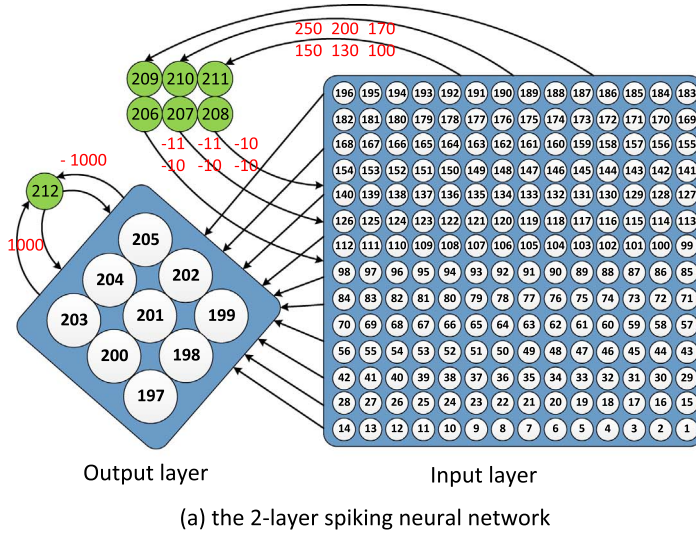 250 200 170
150 130 100
209 210 211
206 207 208
-11 -11 -10
-10 -10 -10
- 1000
212
1000
205
204 202
203 201 199
200 198
197
196 195 194 193 192 191 190 189 188 187 186 185 184 183
182 181 180 179 178 177 176 175 174 173 172 171 170 169
168 167 166 165 164 163 162 161 160 159 158 157 156 155
154 153 152 151 150 149 148 147 146 145 144 143 142 141
140 139 138 137 136 135 134 133 132 131 130 129 128 127
126 125 124 123 122 121 120 119 118 117 116 115 114 113
112 111 110 109 108 107 106 105 104 103 102 101 100 99
98 97 96 95 94 93 92 91 90 89 88 87 86 85
84 83 82 81 80 79 78 77 76 75 74 73 72 71
70 69 68 67 66 65 64 63 62 61 60 59 58 57
56 55 54 53 52 51 50 49 48 47 46 45 44 43
42 41 40 39 38 37 36 35 34 33 32 31 30 29
28 27 26 25 24 23 22 21 20 19 18 17 16 15
14 13 12 11 10 9 8 7 6 5 4 3 2 1
Output layer
Input layer
(a) the 2-layer spiking neural network